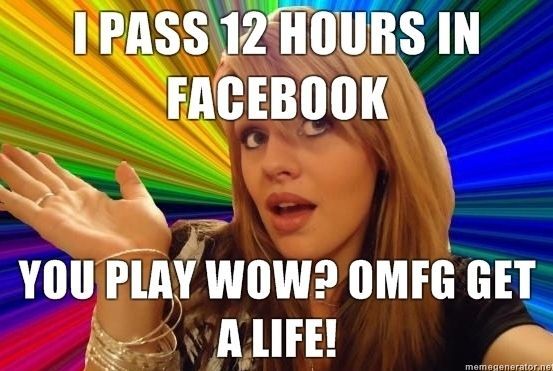 I PASS 12 HOURS IN
FACEBOOK
YOU PLAY WOW? OMFG GET
A LIFE!
memegenerator.ne